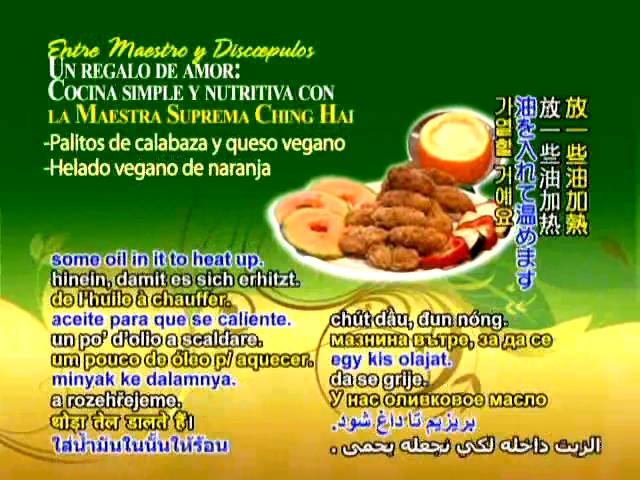 Entre Maestro y Discœpulos
UN REGALO DE AMOR:
COCINA SIMPLE Y NUTRITIVA CON
LA MAESTRA SUPREMA CHING HAI
-Palitos de calabaza y queso vegano
-Helado vegano de naranja
放一些油加熱
放一些油加热
油を入れて温めます
가열할 거예요
some oil in it to heat up.
hinein, damit es sich erhitzt.
de l'huile à chauffer.
aceite para que se caliente.
un po' d'olio a scaldare.
um pouco de óleo p/ aquecer.
minyak ke dalamnya.
a rozehřejeme.
थोड़ा तेल डालते हैं।
ใส่น้ำมันในนั้นให้ร้อน
chút dầu, đun nóng.
мазнина вътре, за да се
egy kis olajat.
da se grije.
У нас оливковое масло
بریزیم تا داغ شود.
الزيت داخله لكي نجعله يحمى .